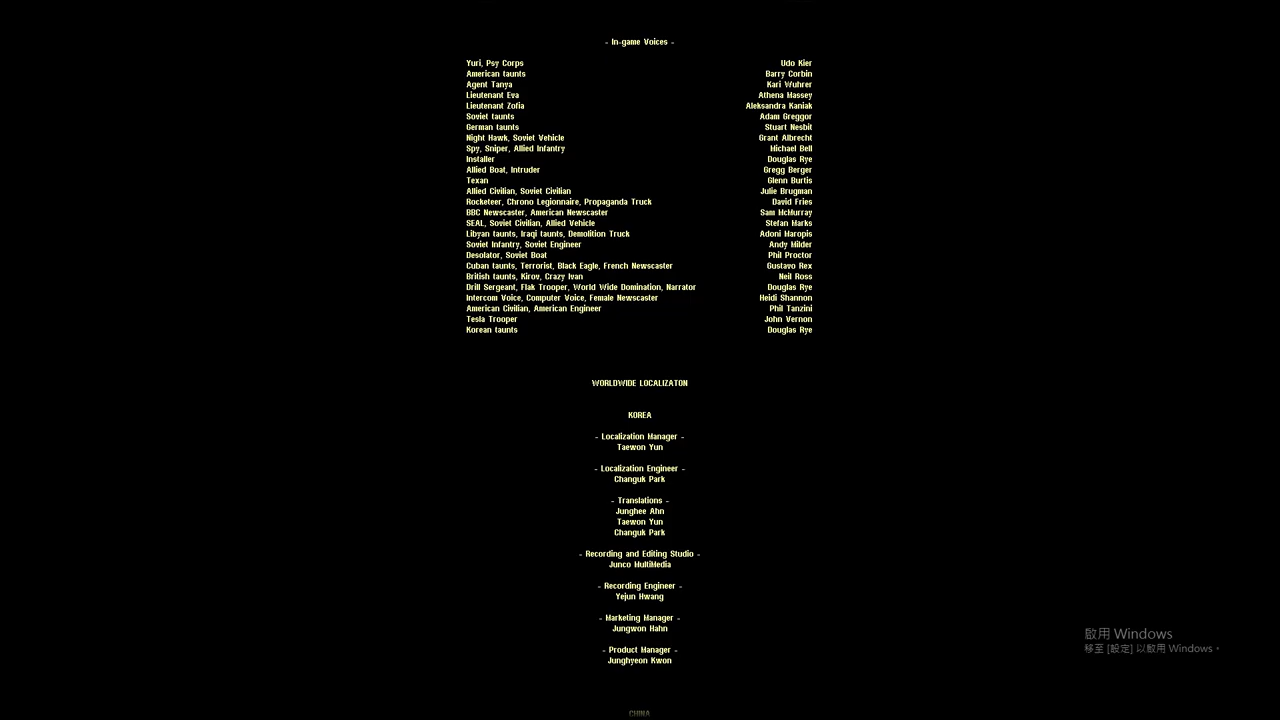 - In-game Voices -
Yuri, Psy Corps Udo Kier
American taunts Barry Corbin
Agent Tanya Kari Wuhrer
Lieutenant Eva Athena Massey
Lieutenant Zofia Aleksandra Kaniak
Soviet taunts Adam Greggor
German taunts Stuart Nesbit
Night Hawk, Soviet Vehicle Grant Albrecht
Spy, Sniper, Allied Infantry Michael Bell
Installer Douglas Rye
Allied Boat, Intruder Gregg Berger
Texan Glenn Burtis
Allied Civilian, Soviet Civilian Julie Brugman
Rocketeer, Chrono Legionnaire, Propaganda Truck David Fries
BBC Newscaster, American Newscaster Sam McMurray
SEAL, Soviet Civilian, Allied Vehicle Stefan Marks
Libyan taunts, Iraqi taunts, Demolition Truck Adoni Maropis
Soviet Infantry, Soviet Engineer Andy Milder
Desolator, Soviet Boat Phil Proctor
Cuban taunts, Terrorist, Black Eagle, French Newscaster Gustavo Rex
British taunts, Kirov, Crazy Ivan Neil Ross
Drill Sergeant, Flak Trooper, World Wide Domination, Narrator Douglas Rye
Intercom Voice, Computer Voice, Female Newscaster Heidi Shannon
American Civilian, American Engineer Phil Tanzini
Tesla Trooper John Vernon
Korean taunts Douglas Rye
WORLDWIDE LOCALIZATON
KOREA
- Localization Manager -
Taewon Yun
- Localization Engineer -
Changuk Park
- Translations -
Junghee Ahn
Taewon Yun
Changuk Park
- Recording and Editing Studio -
Junco MultiMedia
- Recording Engineer -
Yejun Hwang
- Marketing Manager -
Jungwon Hahn
- Product Manager -
Junghyeon Kwon
CHINA
啟用 Windows
移至 [設定] 以啟用 Windows。